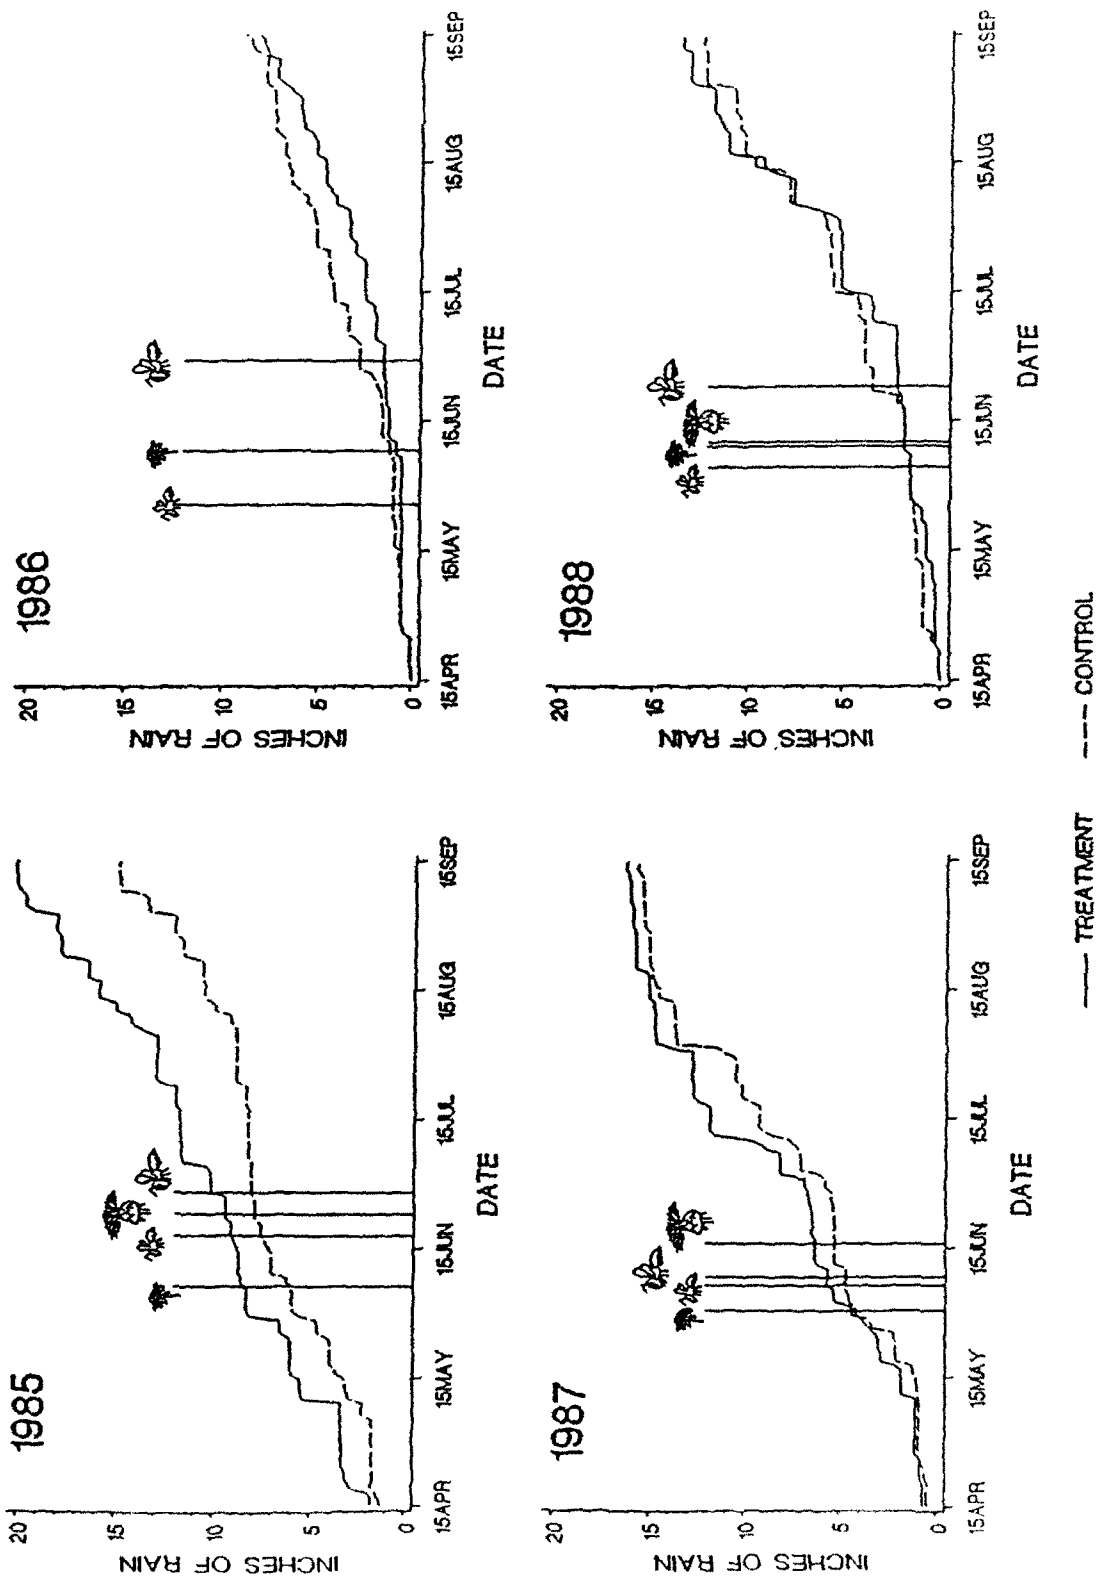 1985
INCHES OF RAIN
20
15
10
5
0
15APR
15MAY
15JUN
15JUL
15AUG
15SEP
DATE
1986
INCHES OF RAIN
20
15
10
5
0
15APR
15MAY
15JUN
15JUL
15AUG
15SEP
DATE
1987
INCHES OF RAIN
20
15
10
5
0
15APR
15MAY
15JUN
15JUL
15AUG
15SEP
DATE
1988
INCHES OF RAIN
20
15
10
5
0
15APR
15MAY
15JUN
15JUL
15AUG
15SEP
DATE
TREATMENT
CONTROL